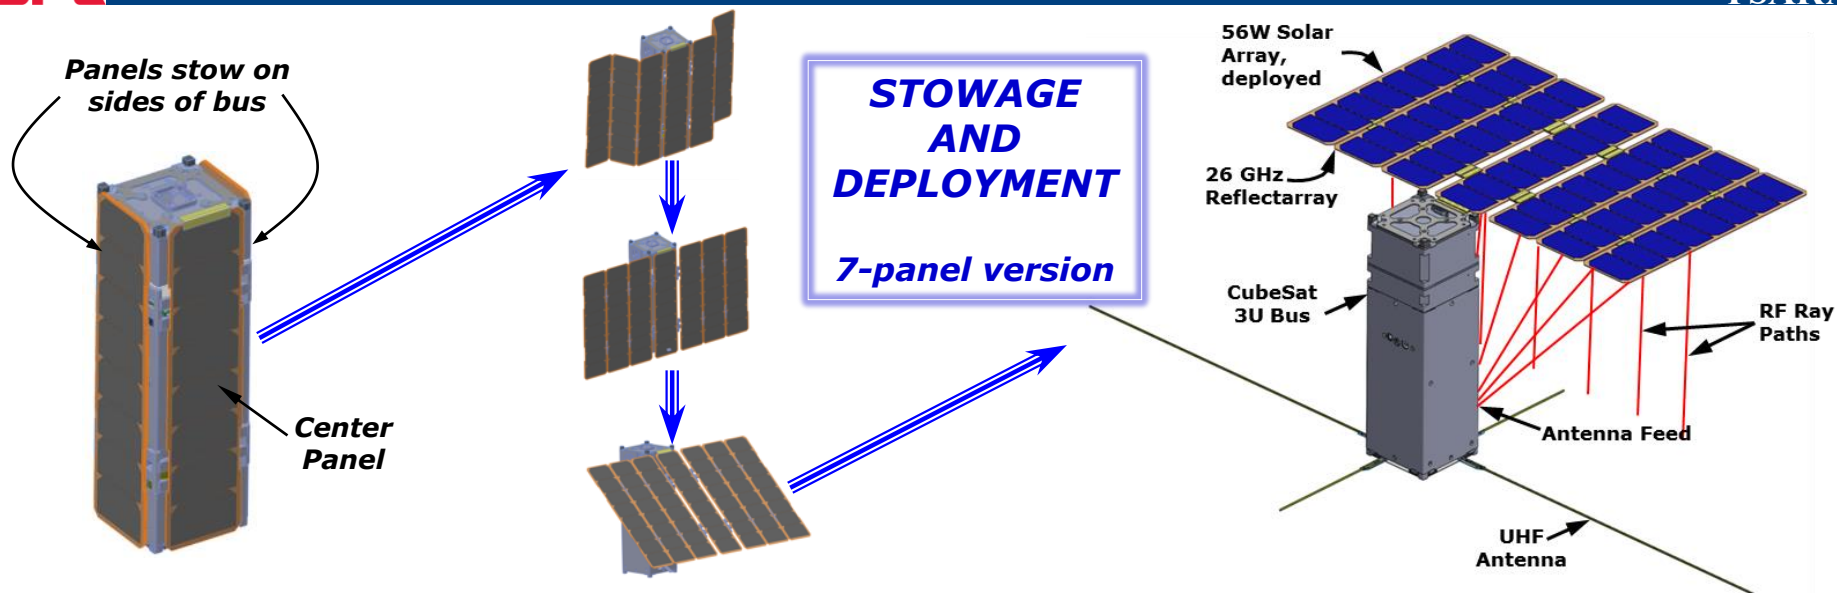 Panels stow on
sides of bus
Center
Panel
STOWAGE
AND
DEPLOYMENT
7-panel version
56W Solar
Array,
deployed
26 GHz
Reflectarray
CubeSat
3U Bus
RF Ray
Paths
Antenna Feed
UHF
Antenna